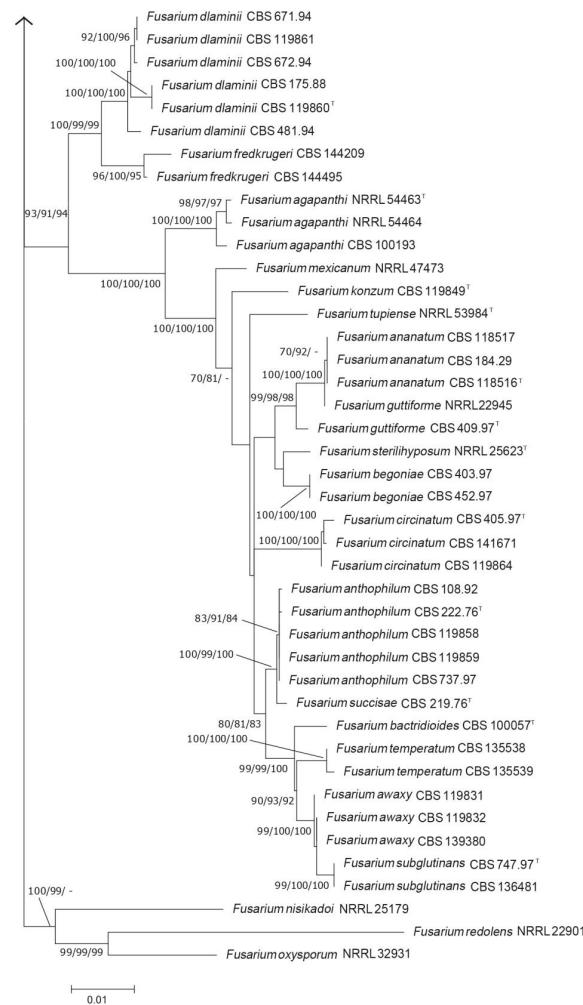 Fusarium dlaminii CBS 671.94
92/100/96
Fusarium dlaminii CBS 119861
Fusarium dlaminii CBS 672.94
100/100/100
Fusarium dlaminii CBS 175.88
100/100/100
Fusarium dlaminii CBS 119860ᵀ
Fusarium dlaminii CBS 481.94
100/99/99
Fusarium fredkrugeri CBS 144209
96/100/95
Fusarium fredkrugeri CBS 144495
98/97/97
Fusarium agapanthi NRRL 54463ᵀ
93/91/94
100/100/100
Fusarium agapanthi NRRL 54464
Fusarium agapanthi CBS 100193
Fusarium mexicanum NRRL 47473
100/100/100
Fusarium konzum CBS 119849ᵀ
Fusarium tupiense NRRL 53984ᵀ
100/100/100
Fusarium ananatum CBS 118517
70/92/ -
Fusarium ananatum CBS 184.29
70/81/ -
100/100/100
Fusarium ananatum CBS 118516ᵀ
99/98/98
Fusarium guttiforme NRRL22945
Fusarium guttiforme CBS 409.97ᵀ
Fusarium sterilihyposum NRRL 25623ᵀ
Fusarium begoniae CBS 403.97
Fusarium begoniae CBS 452.97
100/100/100
Fusarium circinatum CBS 405.97ᵀ
100/100/100
Fusarium circinatum CBS 141671
Fusarium circinatum CBS 119864
Fusarium anthophilum CBS 108.92
83/91/84
Fusarium anthophilum CBS 222.76ᵀ
Fusarium anthophilum CBS 119858
100/99/100
Fusarium anthophilum CBS 119859
Fusarium anthophilum CBS 737.97
Fusarium succisae CBS 219.76ᵀ
80/81/83
Fusarium bactridioides CBS 100057ᵀ
100/100/100
Fusarium temperatum CBS 135538
99/99/100
Fusarium temperatum CBS 135539
90/93/92
Fusarium awaxy CBS 119831
Fusarium awaxy CBS 119832
99/100/100
Fusarium awaxy CBS 139380
Fusarium subglutinans CBS 747.97ᵀ
99/100/100
Fusarium subglutinans CBS 136481
100/99/ -
Fusarium nisikadoi NRRL 25179
Fusarium redolens NRRL 22901
99/99/99
Fusarium oxysporum NRRL 32931
0.01